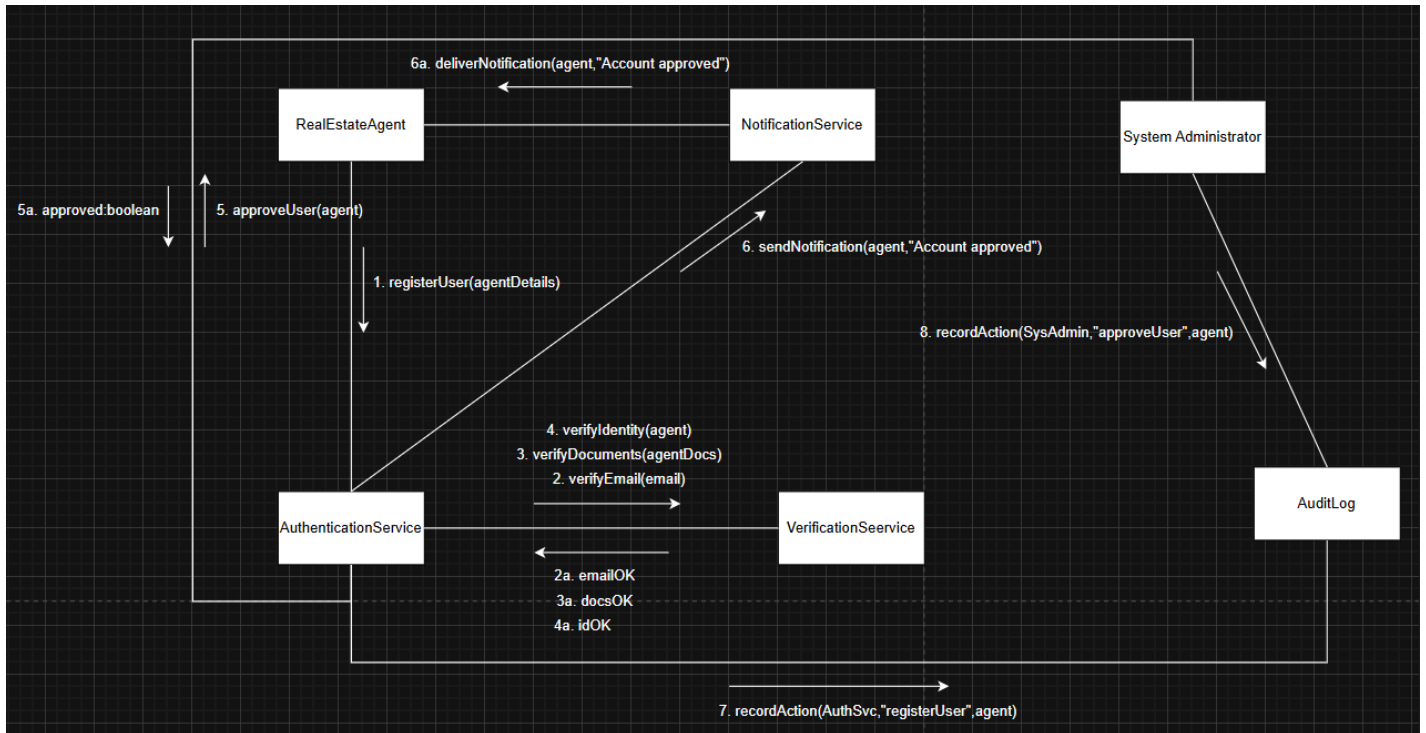 6a. deliverNotification(agent,"Account approved")
RealEstateAgent
NotificationService
System Administrator
5a. approved:boolean
5. approveUser(agent)
6. sendNotification(agent,"Account approved")
1. registerUser(agentDetails)
8. recordAction(SysAdmin,"approveUser",agent)
4. verifyIdentity(agent)
3. verifyDocuments(agentDocs)
2. verifyEmail(email)
AuthenticationService
VerificationSeervice
AuditLog
2a. emailOK
3a. docsOK
4a. idOK
7. recordAction(AuthSvc,"registerUser",agent)